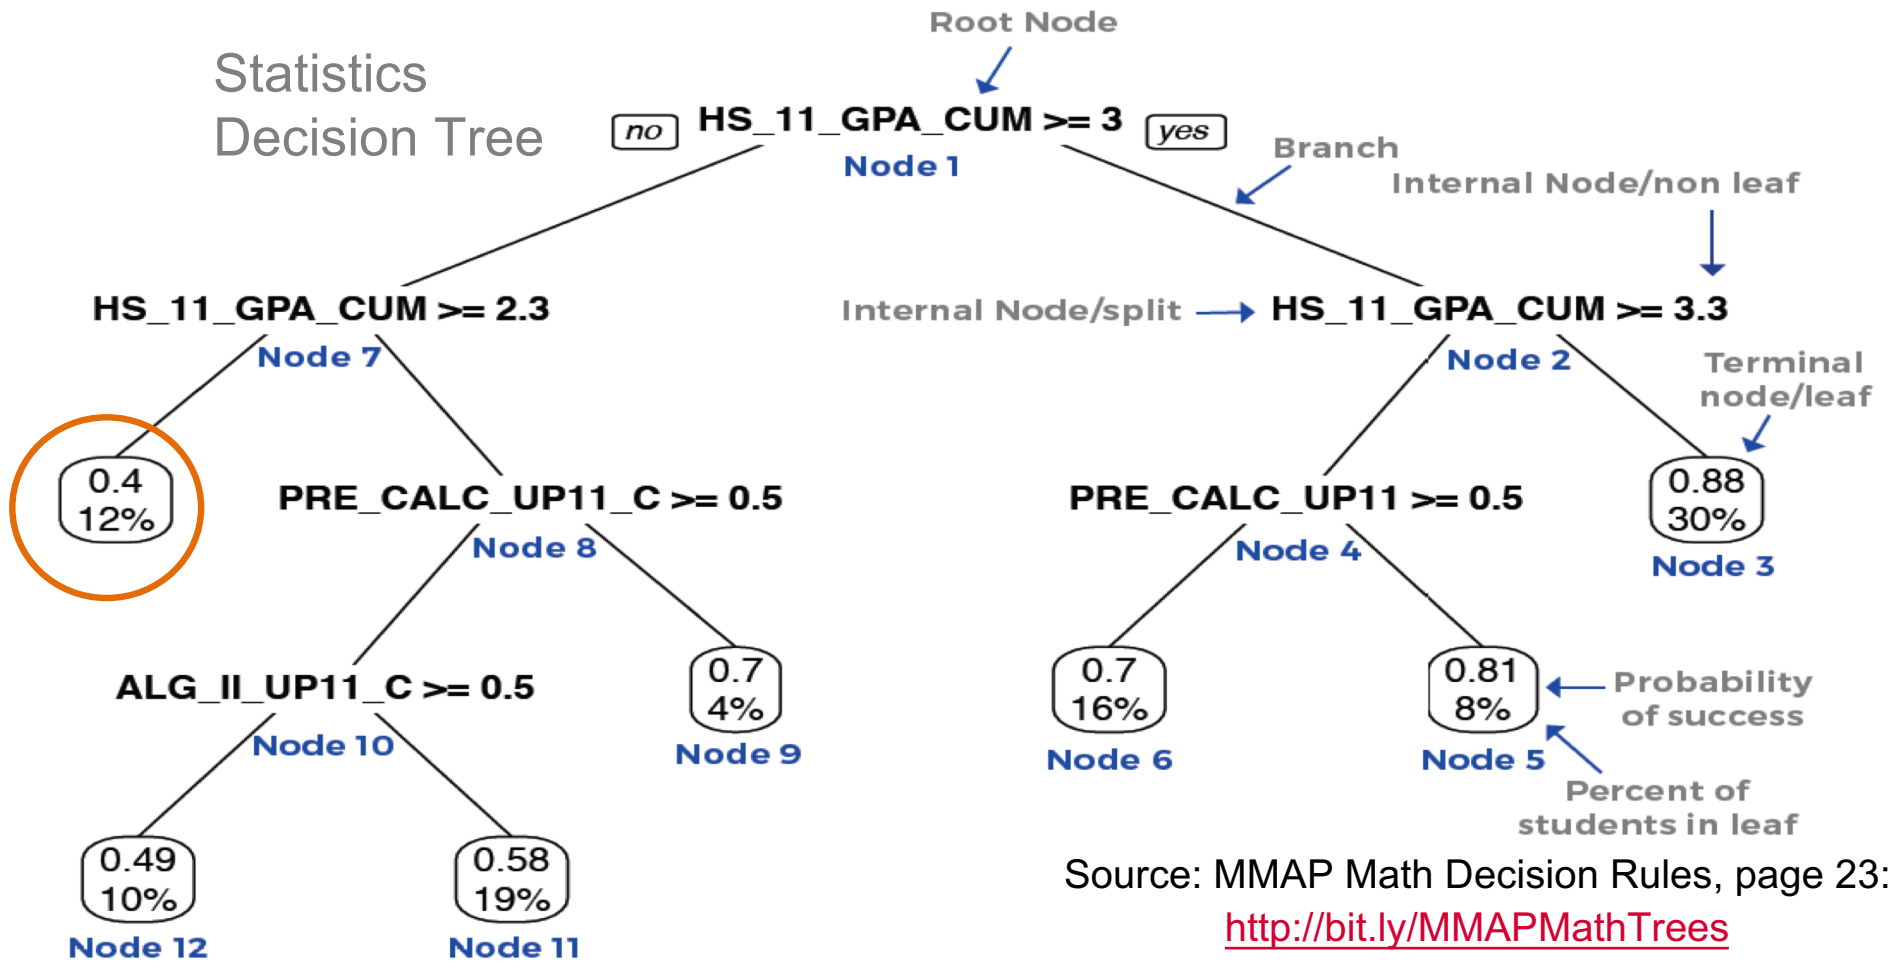 Root Node
Statistics
Decision Tree
no
HS_11_GPA_CUM >= 3
yes
Node 1
Branch
Internal Node/non leaf
HS_11_GPA_CUM >= 2.3
Node 7
Internal Node/split
HS_11_GPA_CUM >= 3.3
Node 2
Terminal
node/leaf
0.4
12%
PRE_CALC_UP11_C >= 0.5
Node 8
PRE_CALC_UP11 >= 0.5
Node 4
0.88
30%
Node 3
ALG_II_UP11_C >= 0.5
Node 10
0.7
4%
Node 9
0.7
16%
Node 6
0.81
8%
Node 5
Probability
of success
Percent of
students in leaf
0.49
10%
Node 12
0.58
19%
Node 11
Source: MMAP Math Decision Rules, page 23:
http://bit.ly/MMAPMathTrees